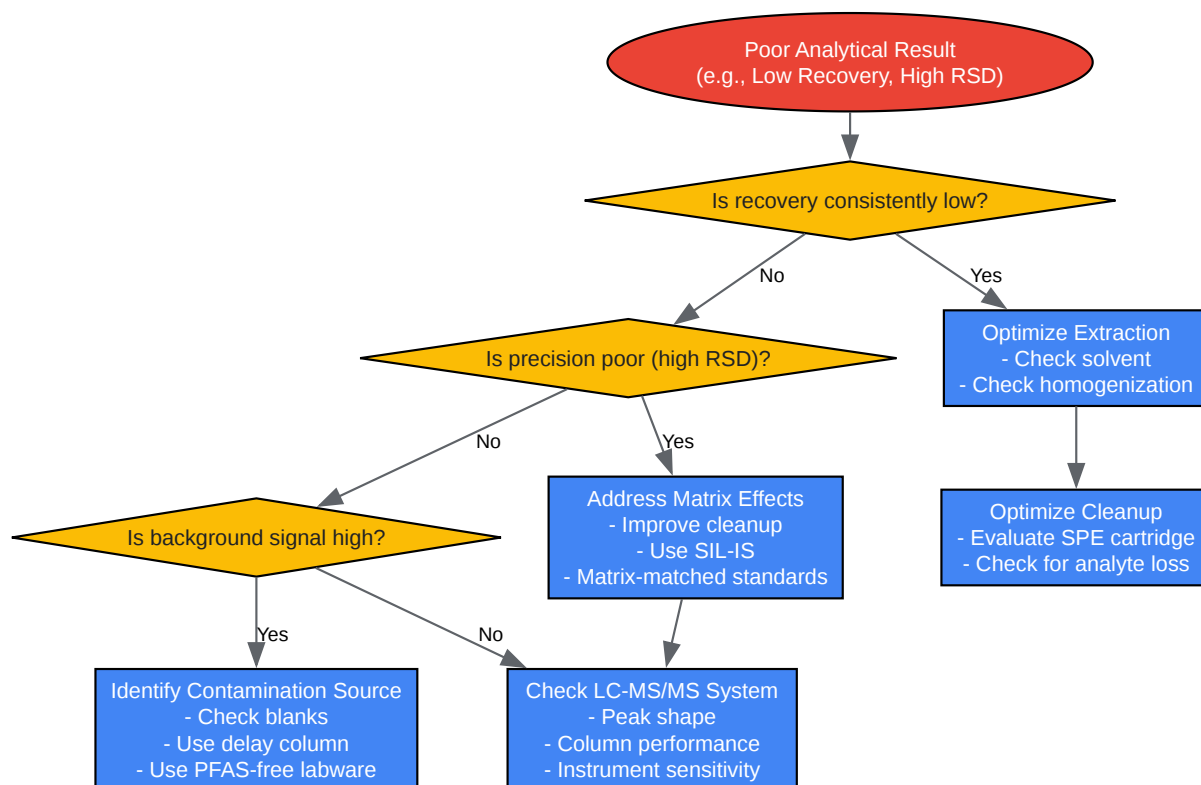 Poor Analytical Result
(e.g., Low Recovery, High RSD)
Is recovery consistently low?
No
Yes
Is precision poor (high RSD)?
Optimize Extraction
- Check solvent
- Check homogenization
No
Yes
Is background signal high?
Address Matrix Effects
- Improve cleanup
- Use SIL-IS
- Matrix-matched standards
Optimize Cleanup
- Evaluate SPE cartridge
- Check for analyte loss
Yes
No
Identify Contamination Source
- Check blanks
- Use delay column
- Use PFAS-free labware
Check LC-MS/MS System
- Peak shape
- Column performance
- Instrument sensitivity